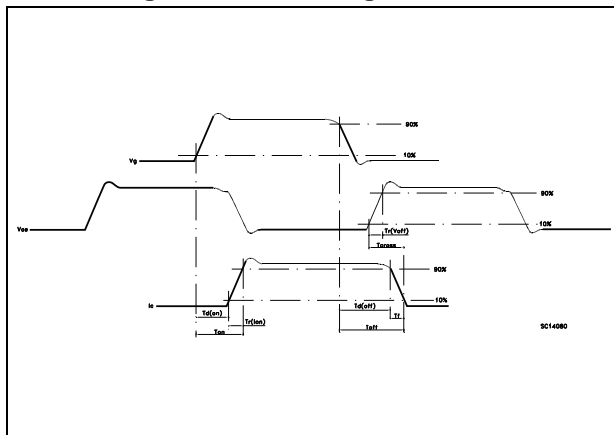 90%
Vg
10%
90%
Vce
10%
Tr(Voff)
Tcross
90%
Ic
10%
Td(on)
Td(off)
Tf
Tr(Ion)
Ton
Toff
SC14080